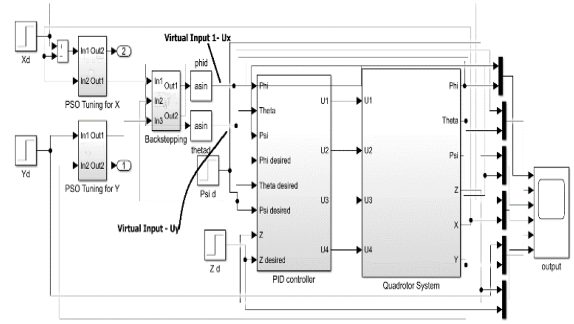 Virtual Input 1- Ux
Xd
In1 Out2
In2 Out1
2
PSO Tuning for X
phid
asin
In1
Out1
In2
In3
Out2
Backstepping
asin
thetad
Yd
In1 Out1
In2 Out2
1
PSO Tuning for Y
Psi d
Virtual Input - Uy
Z d
Phi
Theta
Psi
Phi desired
Theta desired
Psi desired
Z
Z desired
U1
U2
U3
U4
PID controller
U1
U2
U3
U4
Phi
Theta
Psi
Z
X
Y
Quadrotor System
output